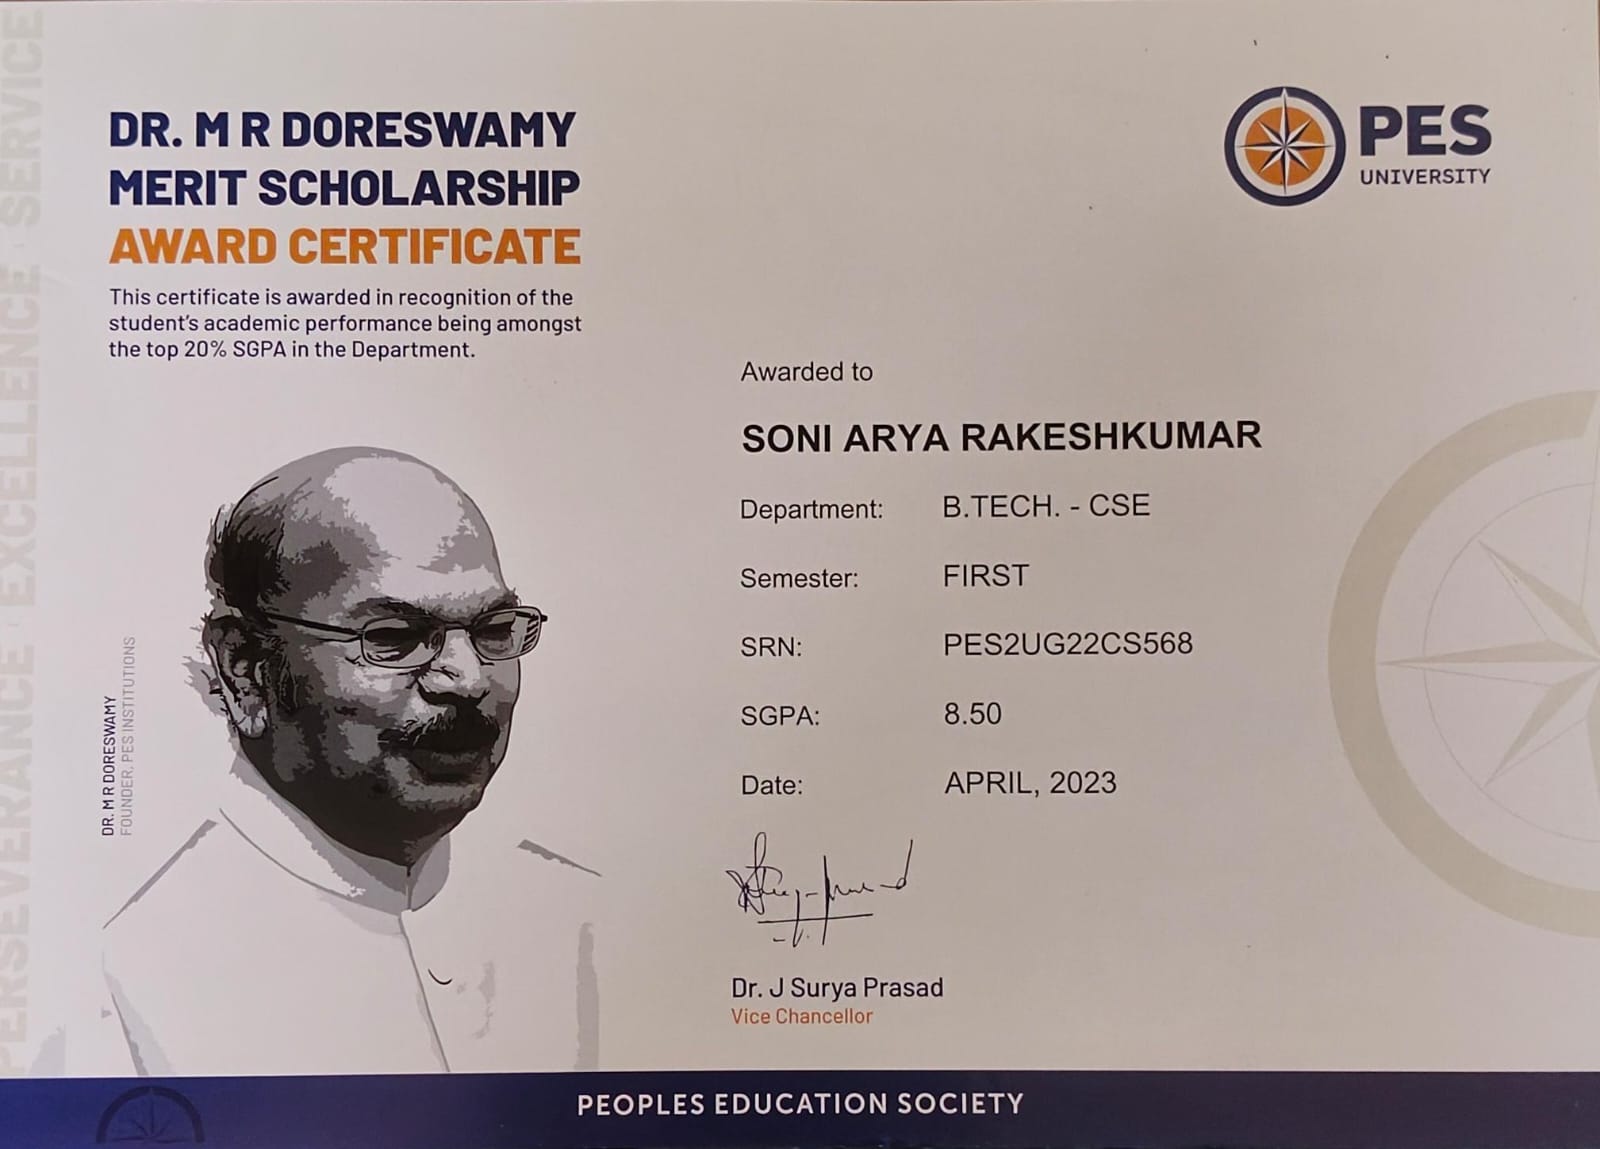 PERSEVERANCE · EXCELLENCE · SERVICE
DR. M R DORESWAMY
MERIT SCHOLARSHIP
AWARD CERTIFICATE
This certificate is awarded in recognition of the
student's academic performance being amongst
the top 20% SGPA in the Department.
PES
UNIVERSITY
Awarded to
SONI ARYA RAKESHKUMAR
Department: B.TECH. - CSE
Semester: FIRST
SRN: PES2UG22CS568
SGPA: 8.50
Date: APRIL, 2023
DR. M R DORESWAMY
FOUNDER, PES INSTITUTIONS
Dr. J Surya Prasad
Vice Chancellor
PEOPLES EDUCATION SOCIETY